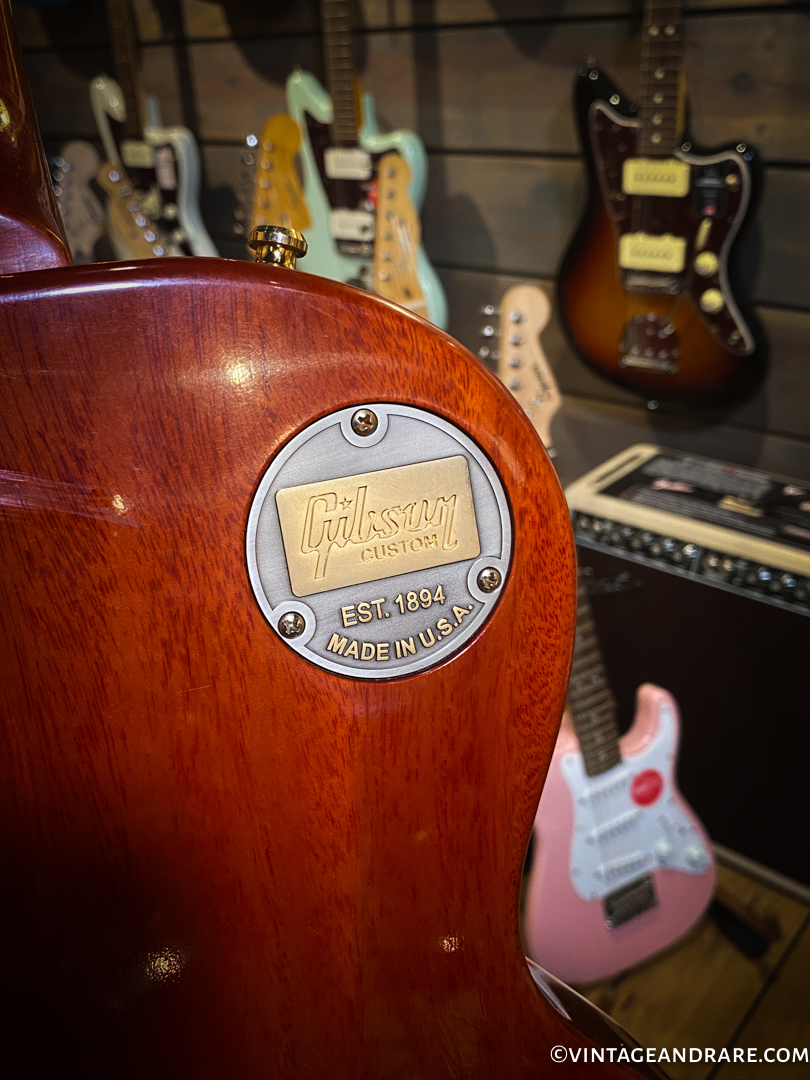 Gibson
CUSTOM
EST. 1894
MADE IN U.S.A.
©VINTAGEANDRARE.COM